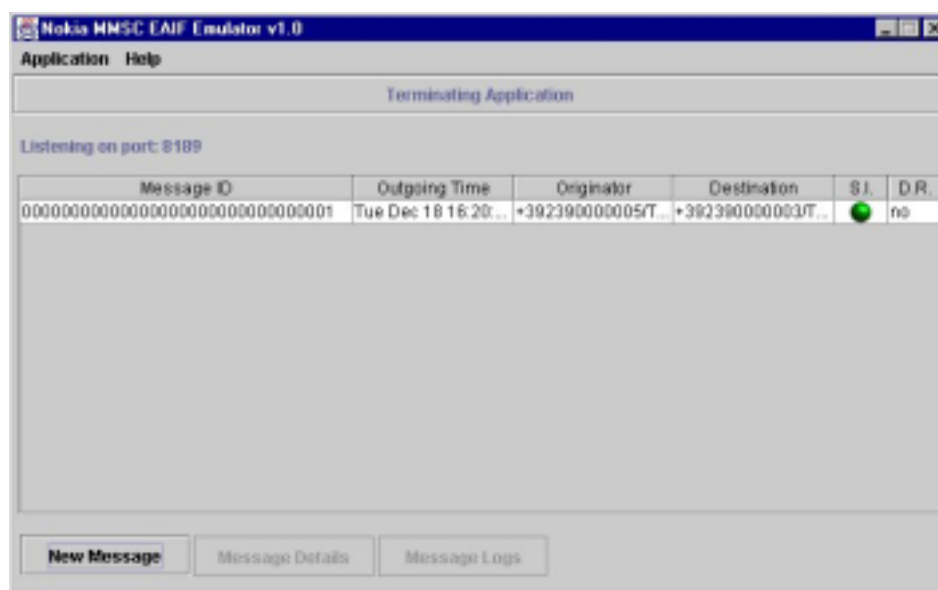 Nokia MMSC EAIF Emulator v1.0
Application Help
Terminating Application
Listening on port: 8189
Message ID Outgoing Time Originator Destination S.I. D.R.
00000000000000000000000000000001 Tue Dec 18 16:20:... +392390000005/T... +392390000003/T... no
New Message Message Details Message Logs